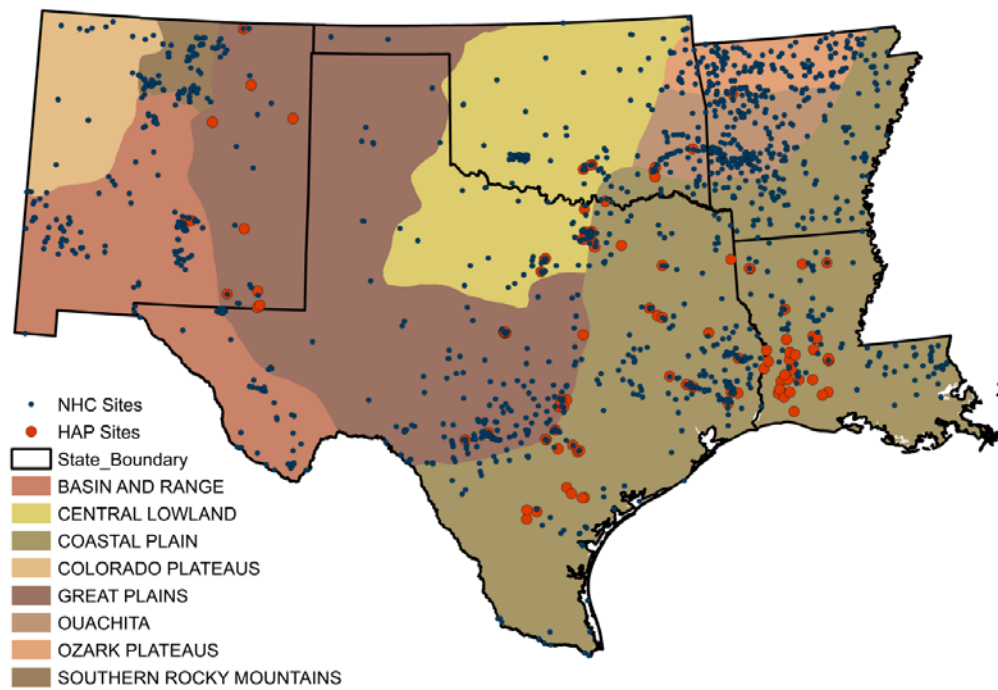 NHC Sites
HAP Sites
State_Boundary
BASIN AND RANGE
CENTRAL LOWLAND
COASTAL PLAIN
COLORADO PLATEAUS
GREAT PLAINS
OUACHITA
OZARK PLATEAUS
SOUTHERN ROCKY MOUNTAINS